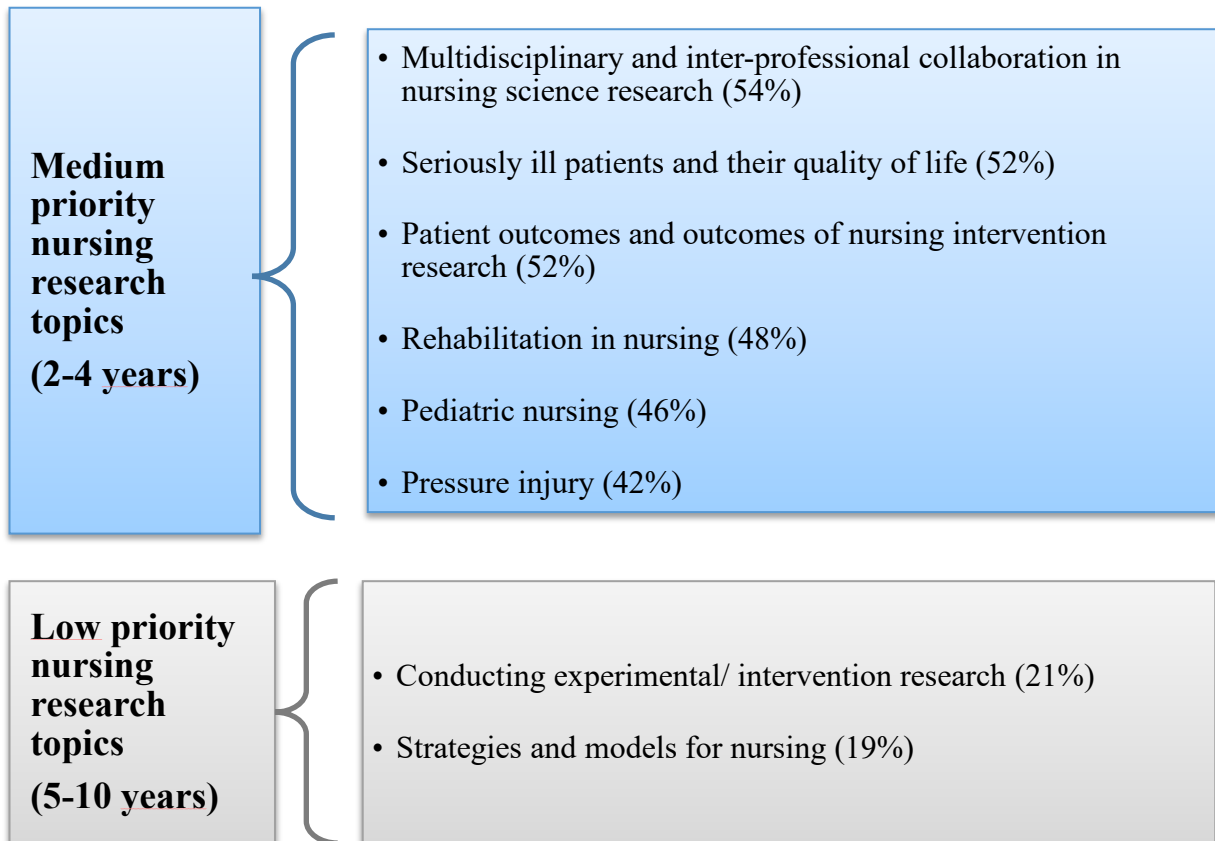 Medium
priority
nursing
research
topics
(2-4 years)
• Multidisciplinary and inter-professional collaboration in
nursing science research (54%)
• Seriously ill patients and their quality of life (52%)
• Patient outcomes and outcomes of nursing intervention
research (52%)
• Rehabilitation in nursing (48%)
• Pediatric nursing (46%)
• Pressure injury (42%)
Low priority
nursing
research
topics
(5-10 years)
• Conducting experimental/ intervention research (21%)
• Strategies and models for nursing (19%)